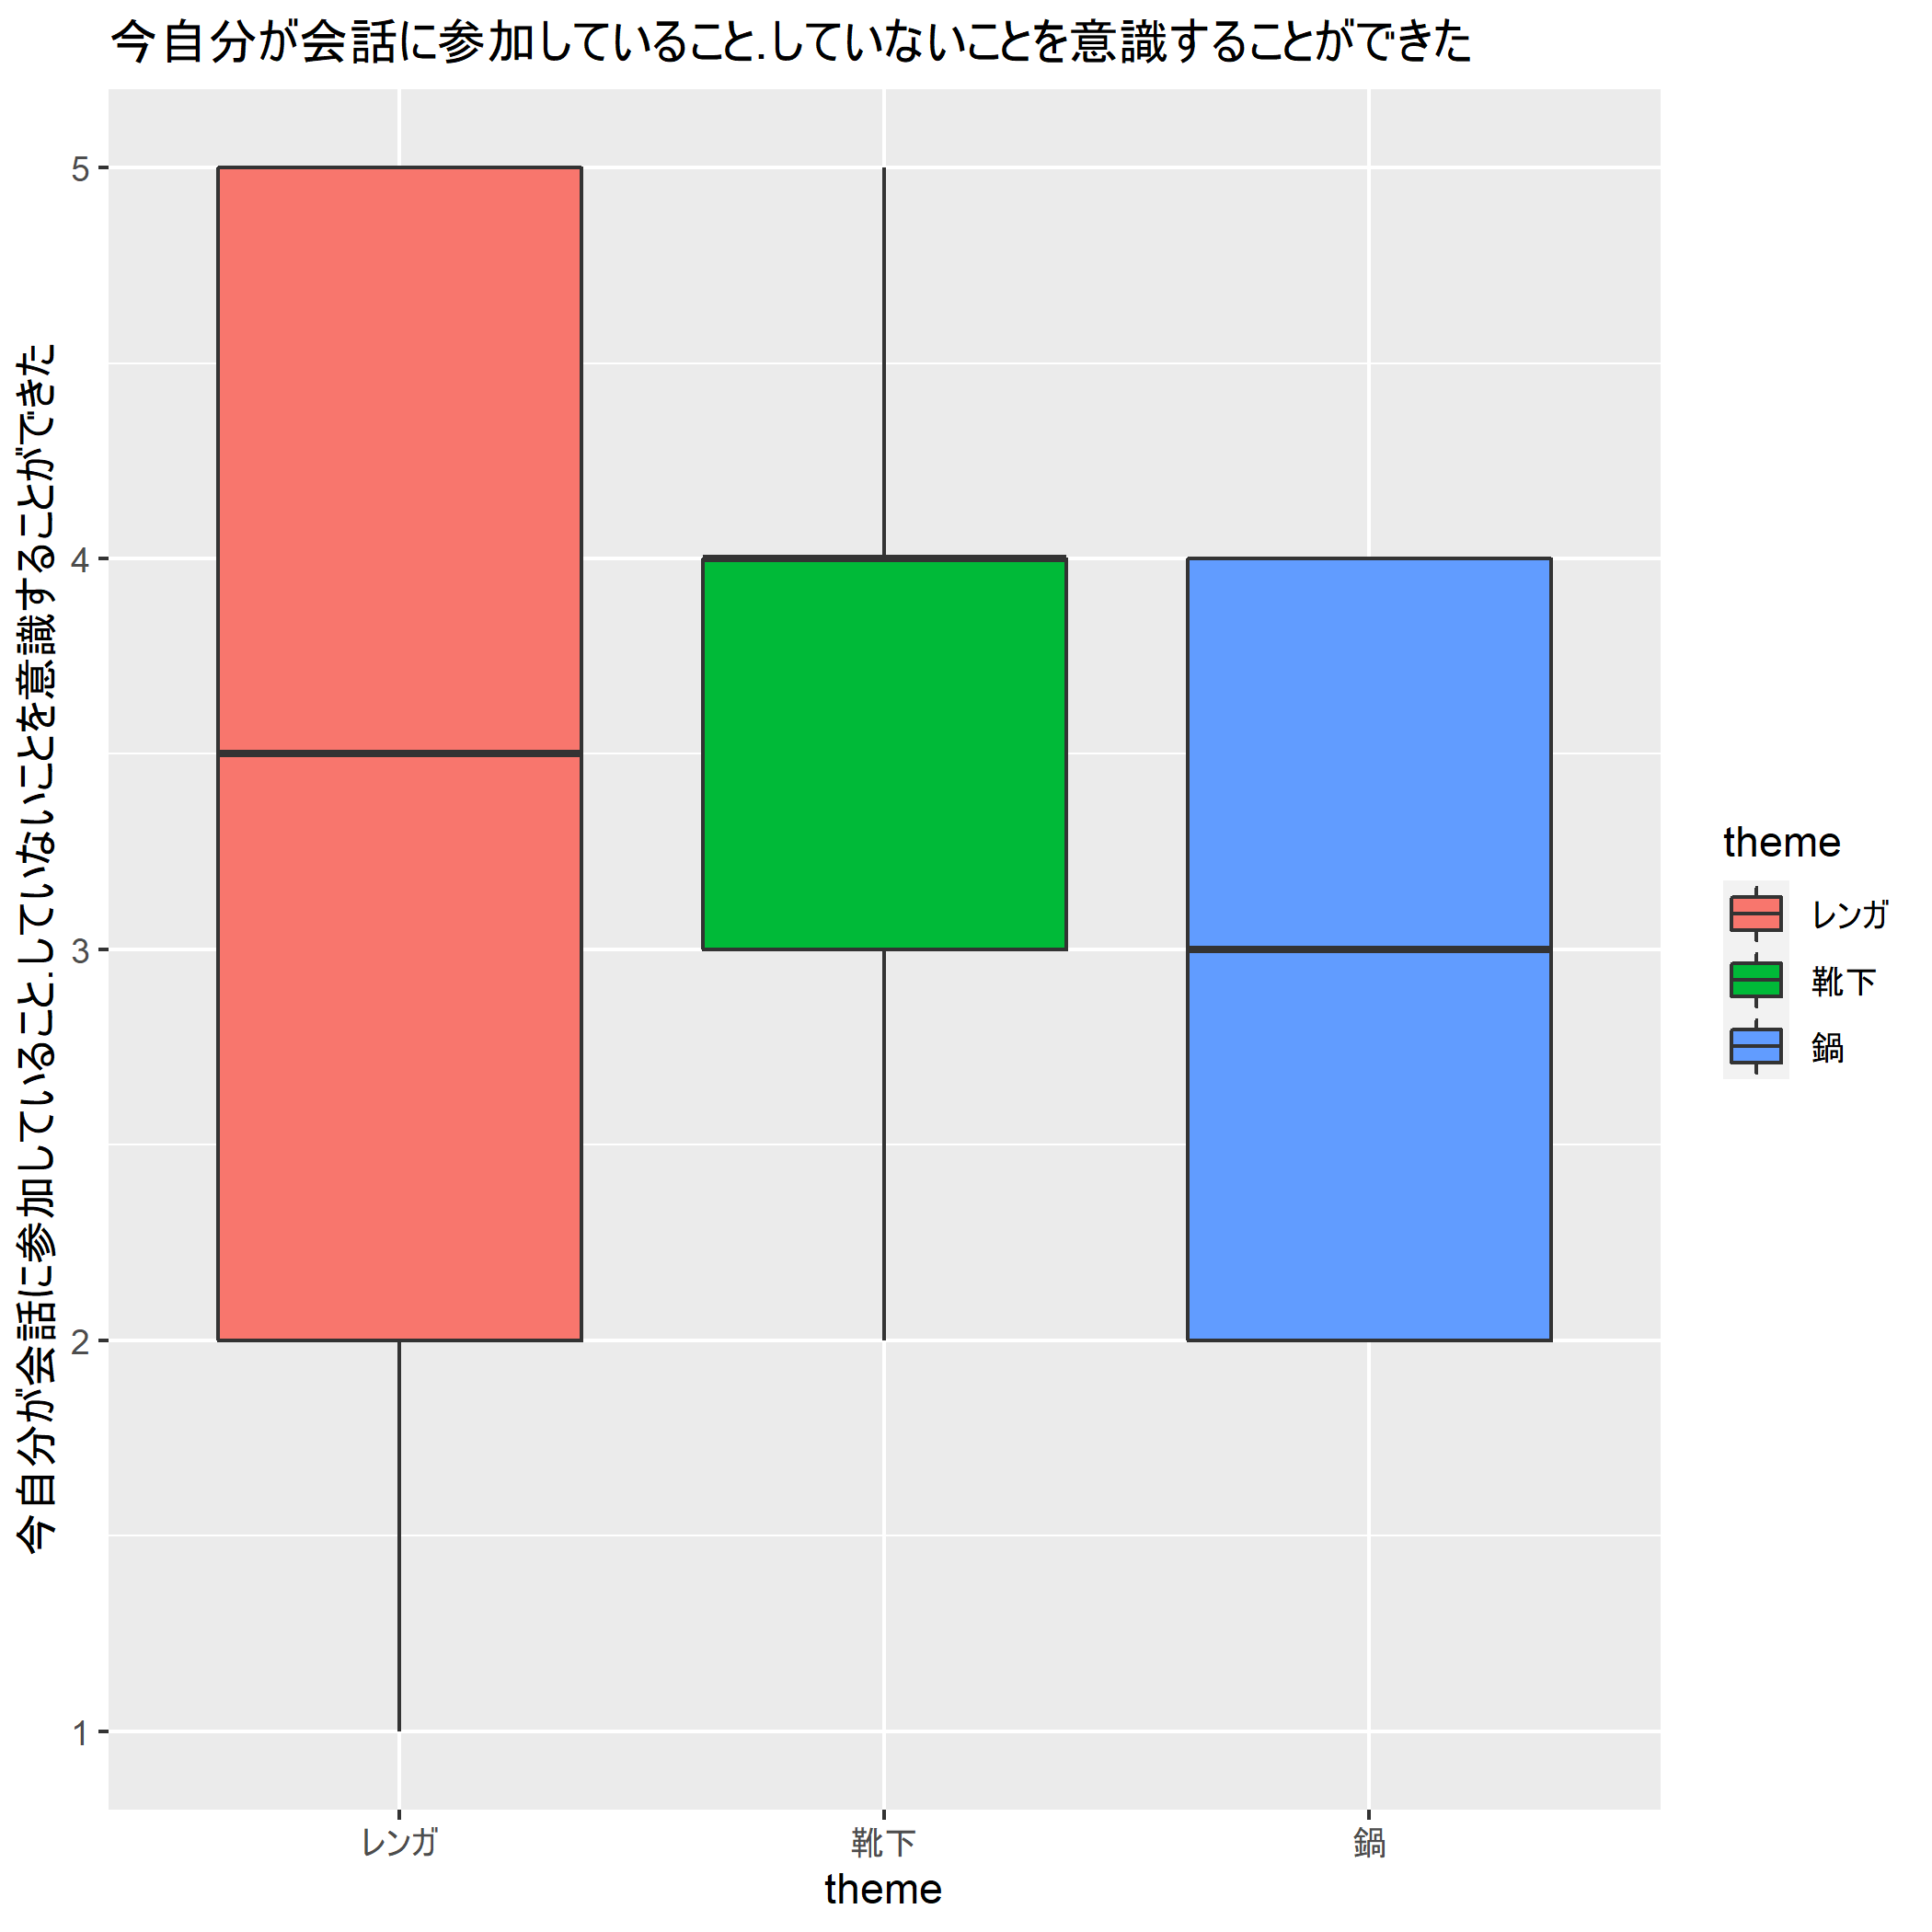 今自分が会話に参加していること.していないことを意識することができた
今自分が会話に参加していること.していないことを意識することができた
5
4
3
2
1
レンガ
靴下
鍋
theme
theme
レンガ
靴下
鍋